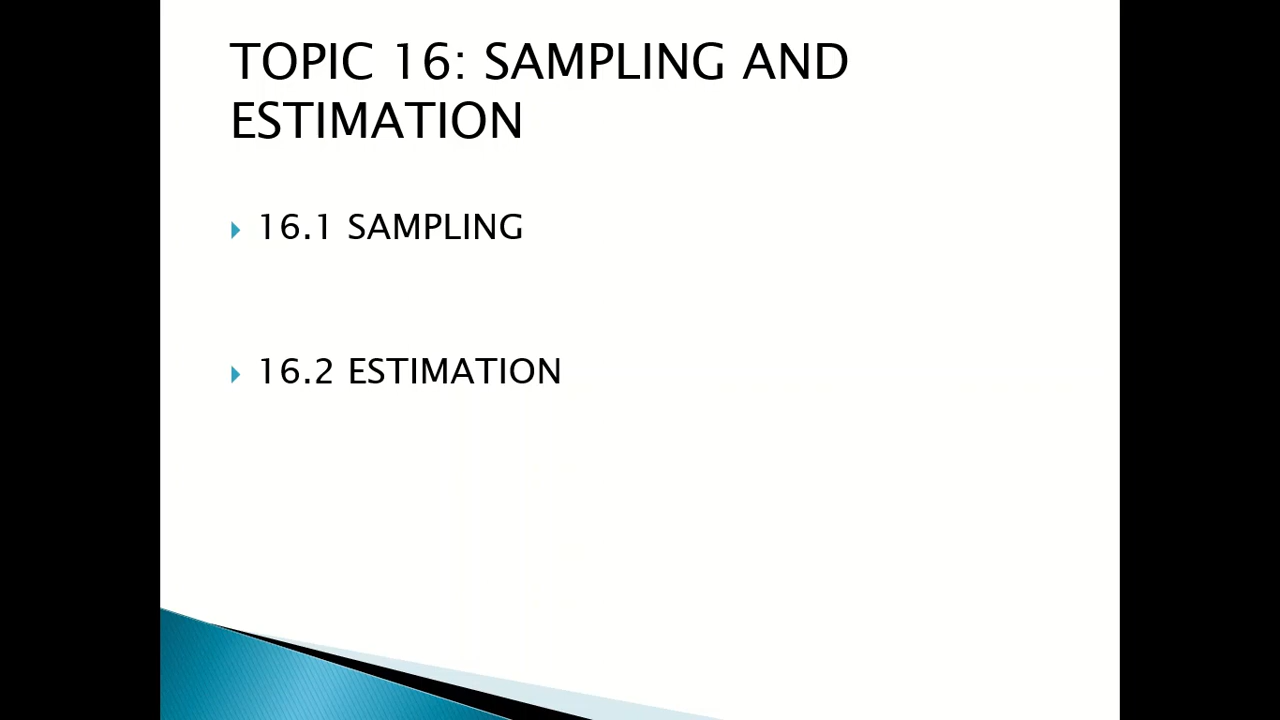 TOPIC 16: SAMPLING AND
ESTIMATION
16.1 SAMPLING
16.2 ESTIMATION